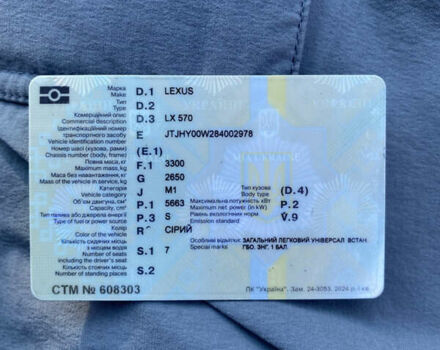 Марка D.1 LEXUS
Make
Тип D.2
Type
Комерційний опис D.3 LX 570
Commercial description
Ідентифікаційний номер
транспортного засобу E JTJHY00W284002978
Vehicle identification number
Номер шасі (кузова, рами) (E.1)
Chassis number (body, frame)
Повна маса, кг F.1 3300
Maximum mass, kg
Маса без навантаження, кг G 2650
Mass of the vehicle in service, kg
Категорія J M1 Тип кузова (D.4)
Vehicle category Body type
Об'єм двигуна, см³ P.1 5663 Максимальна потужність кВт P.2
Capacity, cm³ Maximum net power (in kW)
Тип палива або джерела енергії P.3 S Рівень екологічних норм V.9
Type of fuel or power source Emission standard
Колір R СІРИЙ
Color of the vehicle
Кількість сидячих місць Особливі відмітки ЗАГАЛЬНИЙ ЛЕГКОВИЙ УНІВЕРСАЛ ВСТАН.
з місцем водія S.1 7 Special marks ГБО. ЗНГ. 1 БАЛ.
Number of seats
including the driver's seat
Кількість стоячих місць S.2
Number of standing places
СТМ № 608303
ПК "Україна". Зам. 24-3053. 2024 р. І кв.